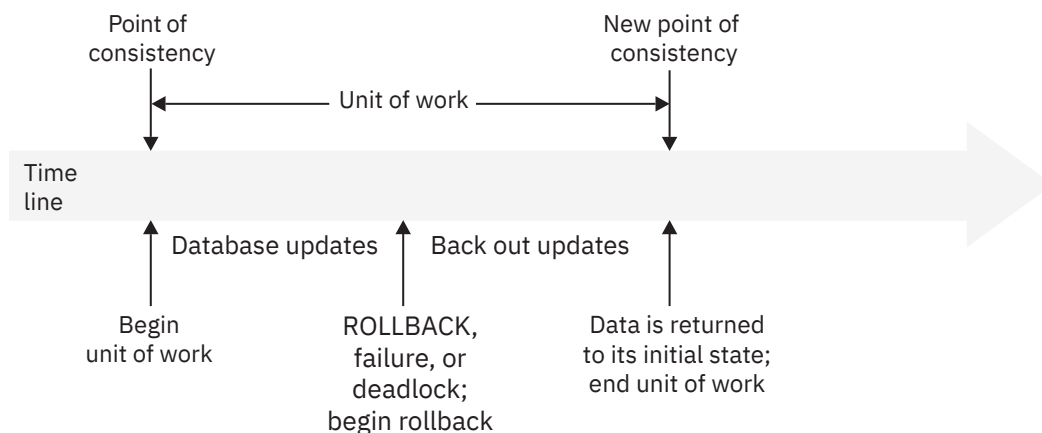 Point of
consistency
New point of
consistency
Unit of work
Time
line
Database updates
Back out updates
Begin
unit of work
ROLLBACK,
failure, or
deadlock;
begin rollback
Data is returned
to its initial state;
end unit of work